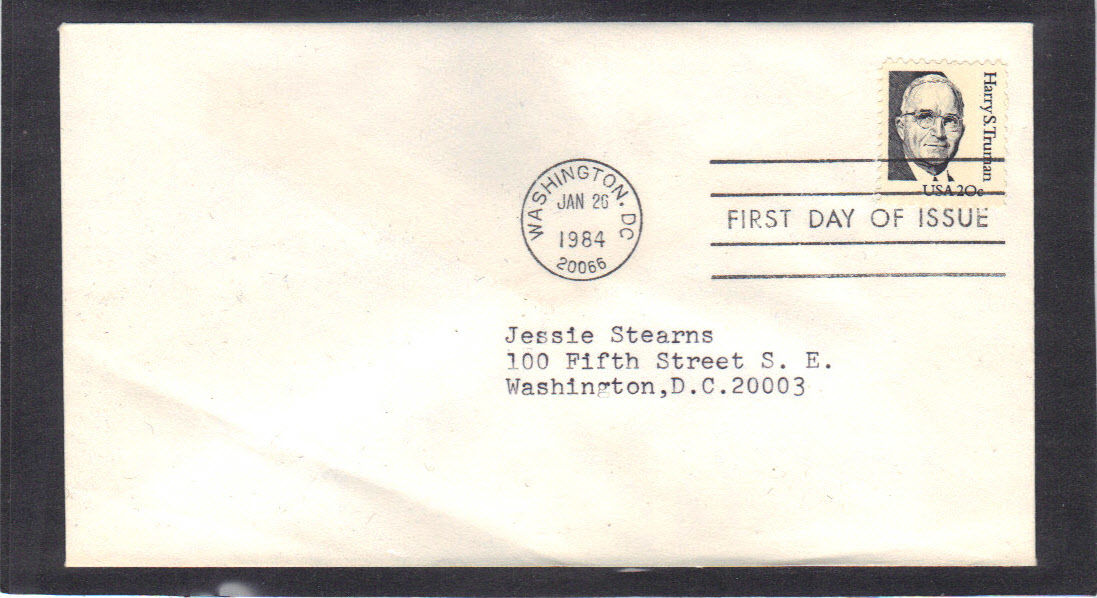 Harry S. Truman
USA 20c
WASHINGTON. DC
JAN 26
1984
20066
FIRST DAY OF ISSUE
Jessie Stearns
100 Fifth Street S. E.
Washington,D.C.20003